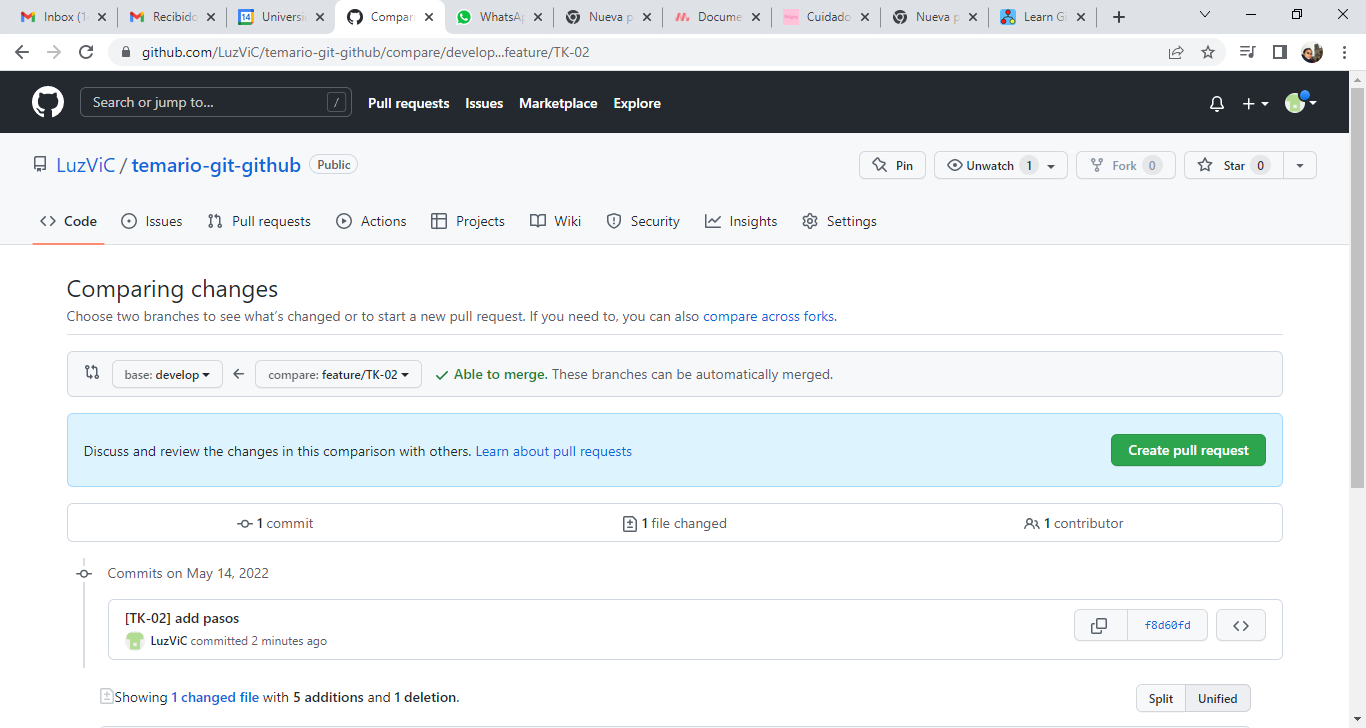 Inbox (14
Recibido
14 Universi
Compari
WhatsAp
Nueva p
Docume
Cuidado
Nueva p
Learn Gi
github.com/LuzViC/temario-git-github/compare/develop...feature/TK-02
Search or jump to... /
Pull requests Issues Marketplace Explore
LuzViC / temario-git-github Public
Pin Unwatch 1 Fork 0 Star 0
Code Issues Pull requests Actions Projects Wiki Security Insights Settings
Comparing changes
Choose two branches to see what's changed or to start a new pull request. If you need to, you can also compare across forks.
base: develop compare: feature/TK-02 Able to merge. These branches can be automatically merged.
Discuss and review the changes in this comparison with others. Learn about pull requests Create pull request
1 commit 1 file changed 1 contributor
Commits on May 14, 2022
[TK-02] add pasos
LuzViC committed 2 minutes ago f8d60fd
Showing 1 changed file with 5 additions and 1 deletion. Split Unified